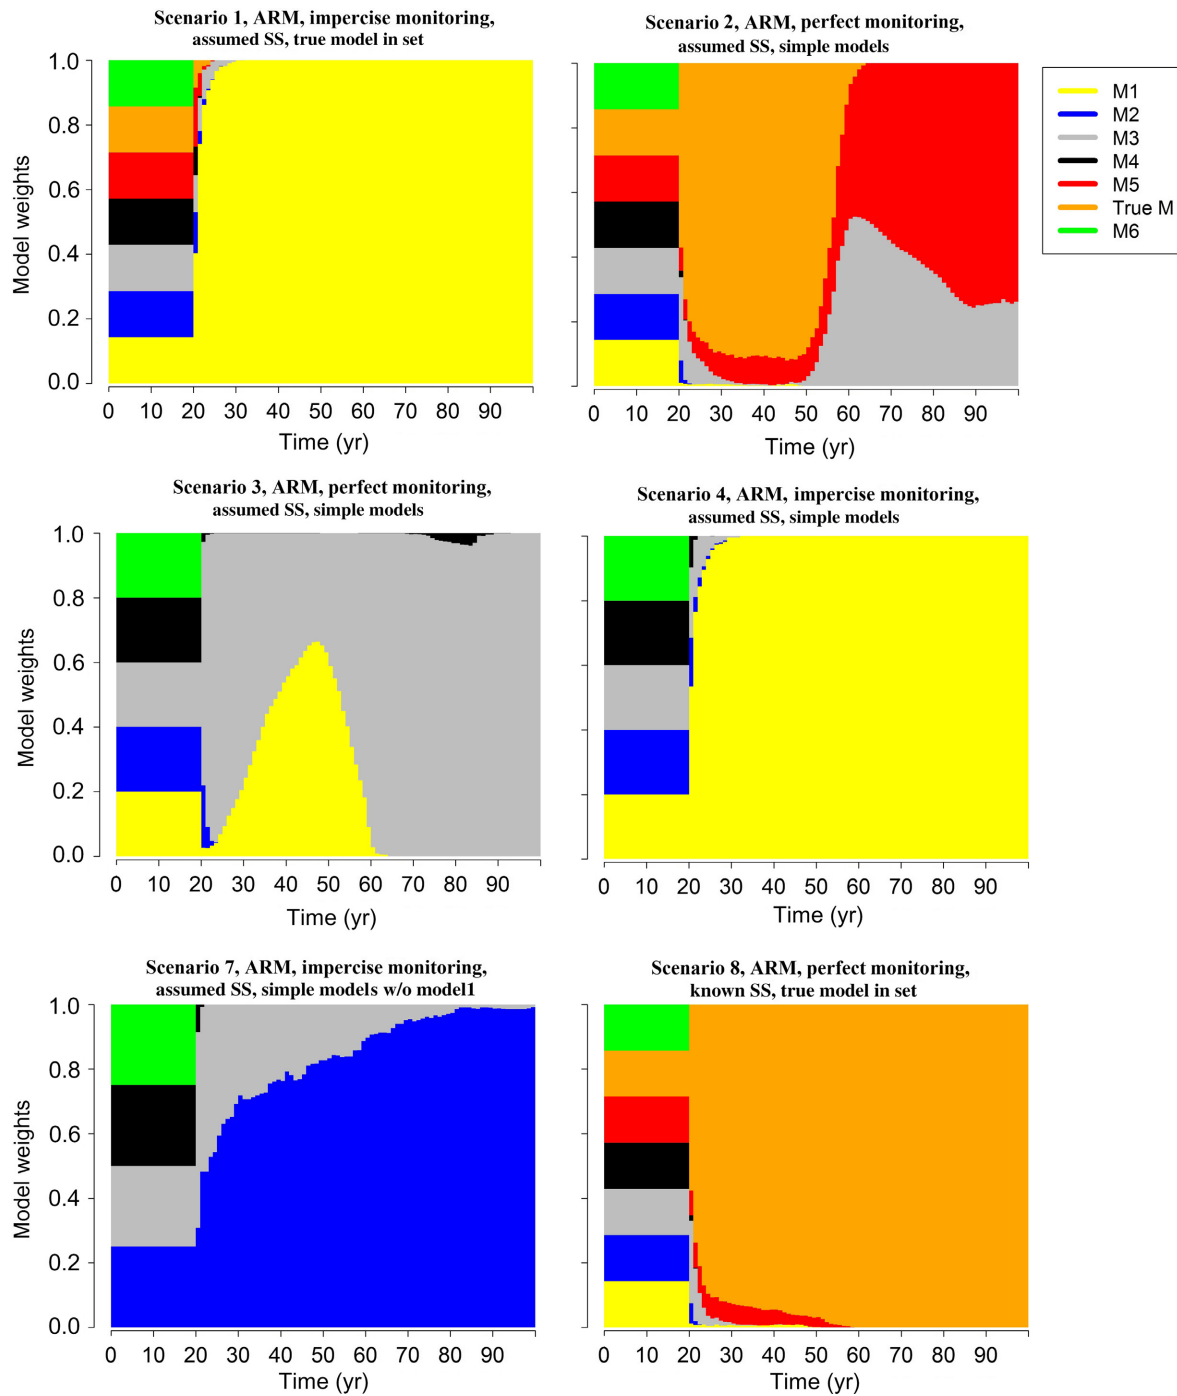 Scenario 1, ARM, impercise monitoring,
assumed SS, true model in set
Model weights
1.0
0.8
0.6
0.4
0.2
0.0
0 10 20 30 40 50 60 70 80 90
Time (yr)
Scenario 2, ARM, perfect monitoring,
assumed SS, simple models
0 10 20 30 40 50 60 70 80 90
Time (yr)
M1
M2
M3
M4
M5
True M
M6
Scenario 3, ARM, perfect monitoring,
assumed SS, simple models
Model weights
1.0
0.8
0.6
0.4
0.2
0.0
0 10 20 30 40 50 60 70 80 90
Time (yr)
Scenario 4, ARM, impercise monitoring,
assumed SS, simple models
0 10 20 30 40 50 60 70 80 90
Time (yr)
Scenario 7, ARM, impercise monitoring,
assumed SS, simple models w/o model1
Model weights
1.0
0.8
0.6
0.4
0.2
0.0
0 10 20 30 40 50 60 70 80 90
Time (yr)
Scenario 8, ARM, perfect monitoring,
known SS, true model in set
0 10 20 30 40 50 60 70 80 90
Time (yr)